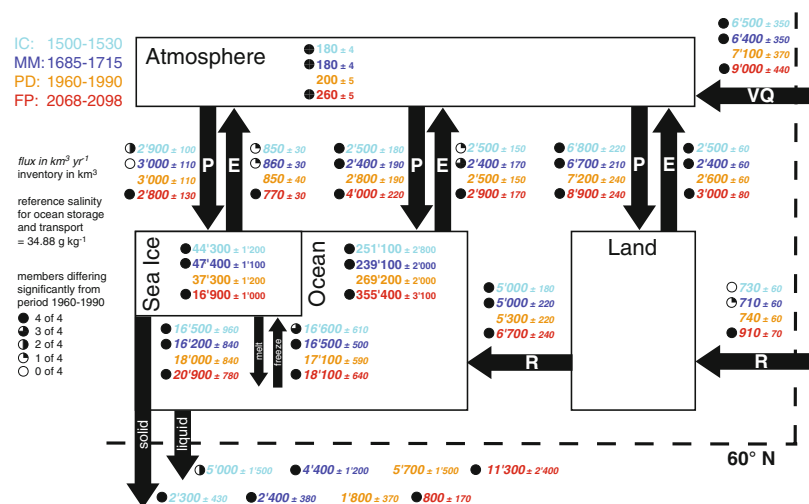 IC: 1500-1530
MM: 1685-1715
PD: 1960-1990
FP: 2068-2098
Atmosphere
180 ± 4
180 ± 4
200 ± 5
260 ± 5
6'500 ± 350
6'400 ± 350
7'100 ± 370
9'000 ± 440
VQ
flux in km³ yr⁻¹
inventory in km³
reference salinity
for ocean storage
and transport
= 34.88 g kg⁻¹
members differing
significantly from
period 1960-1990
4 of 4
3 of 4
2 of 4
1 of 4
0 of 4
2'900 ± 100
3'000 ± 110
3'000 ± 110
2'800 ± 130
P
E
850 ± 30
860 ± 30
850 ± 40
770 ± 30
2'500 ± 180
2'400 ± 190
2'800 ± 190
4'000 ± 220
P
E
2'500 ± 150
2'400 ± 170
2'500 ± 150
2'900 ± 170
6'800 ± 220
6'700 ± 210
7'200 ± 240
8'900 ± 240
P
E
2'500 ± 60
2'400 ± 60
2'600 ± 60
3'000 ± 80
Sea Ice
44'300 ± 1'200
47'400 ± 1'100
37'300 ± 1'200
16'900 ± 1'000
Ocean
251'100 ± 2'800
239'100 ± 2'000
269'200 ± 2'000
355'400 ± 3'100
Land
16'500 ± 960
16'200 ± 840
18'000 ± 840
20'900 ± 780
melt
freeze
16'600 ± 610
16'500 ± 500
17'100 ± 590
18'100 ± 640
5'000 ± 180
5'000 ± 220
5'300 ± 220
6'700 ± 240
R
730 ± 60
710 ± 60
740 ± 60
910 ± 70
R
60° N
solid
liquid
5'000 ± 1'500 4'400 ± 1'200 5'700 ± 1'500 11'300 ± 2'400
2'300 ± 430 2'400 ± 380 1'800 ± 370 800 ± 170